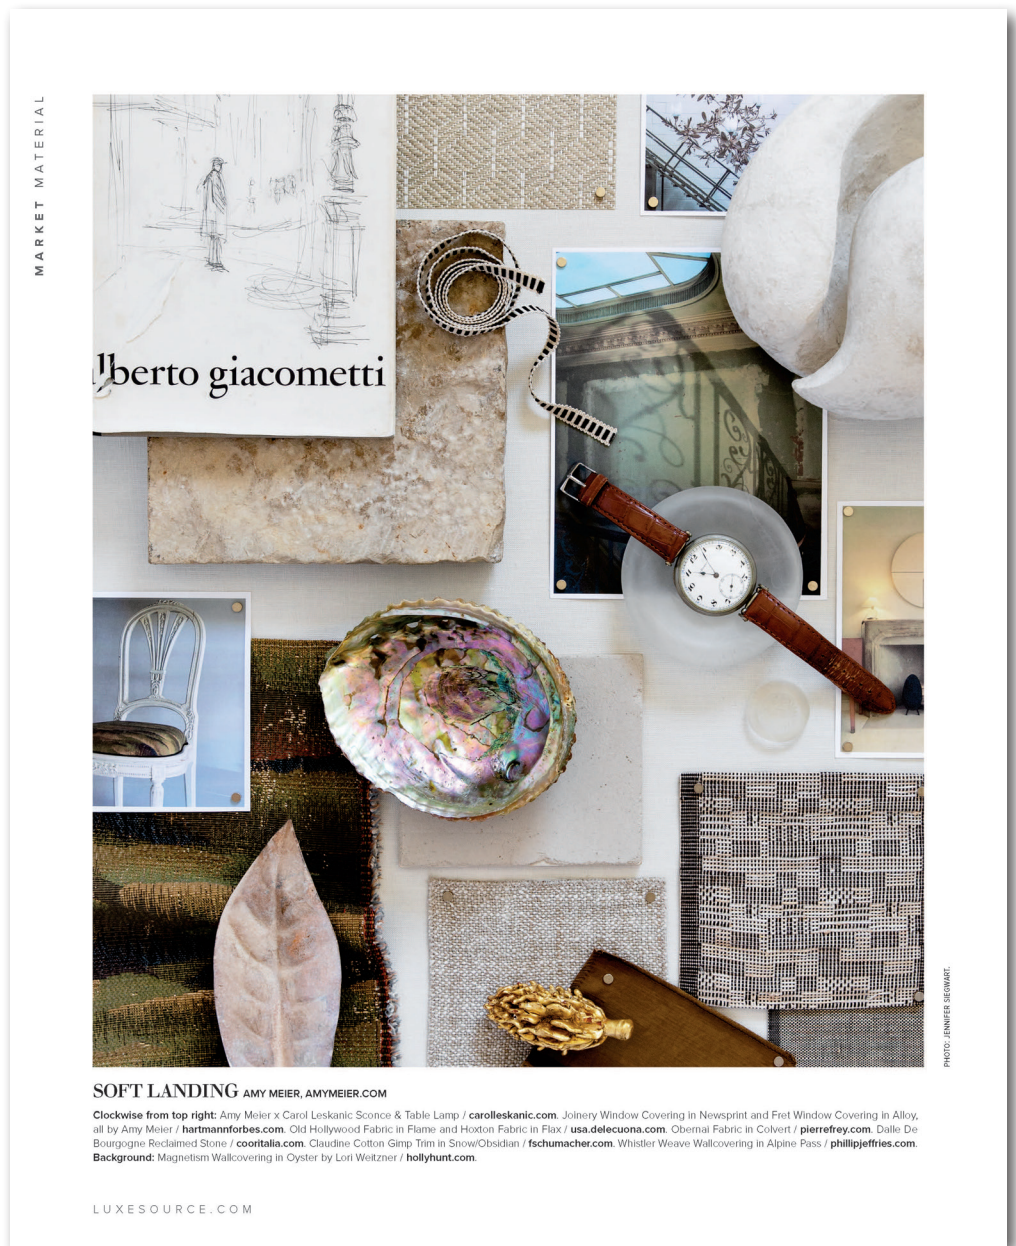 MARKET MATERIAL
alberto giacometti
PHOTO: JENNIFER SIEGWART.
SOFT LANDING AMY MEIER, AMYMEIER.COM
Clockwise from top right: Amy Meier x Carol Leskanic Sconce & Table Lamp / carolleskanic.com. Joinery Window Covering in Newsprint and Fret Window Covering in Alloy,
all by Amy Meier / hartmannforbes.com. Old Hollywood Fabric in Flame and Hoxton Fabric in Flax / usa.delecuona.com. Obernai Fabric in Colvert / pierrefrey.com. Dalle De
Bourgogne Reclaimed Stone / cooritalia.com. Claudine Cotton Gimp Trim in Snow/Obsidian / fschumacher.com. Whistler Weave Wallcovering in Alpine Pass / phillipjeffries.com.
Background: Magnetism Wallcovering in Oyster by Lori Weitzner / hollyhunt.com.
LUXESOURCE.COM